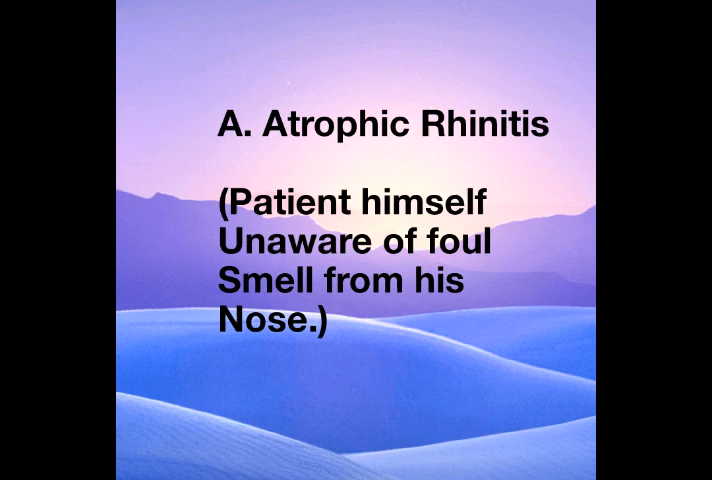 A. Atrophic Rhinitis
(Patient himself
Unaware of foul
Smell from his
Nose.)